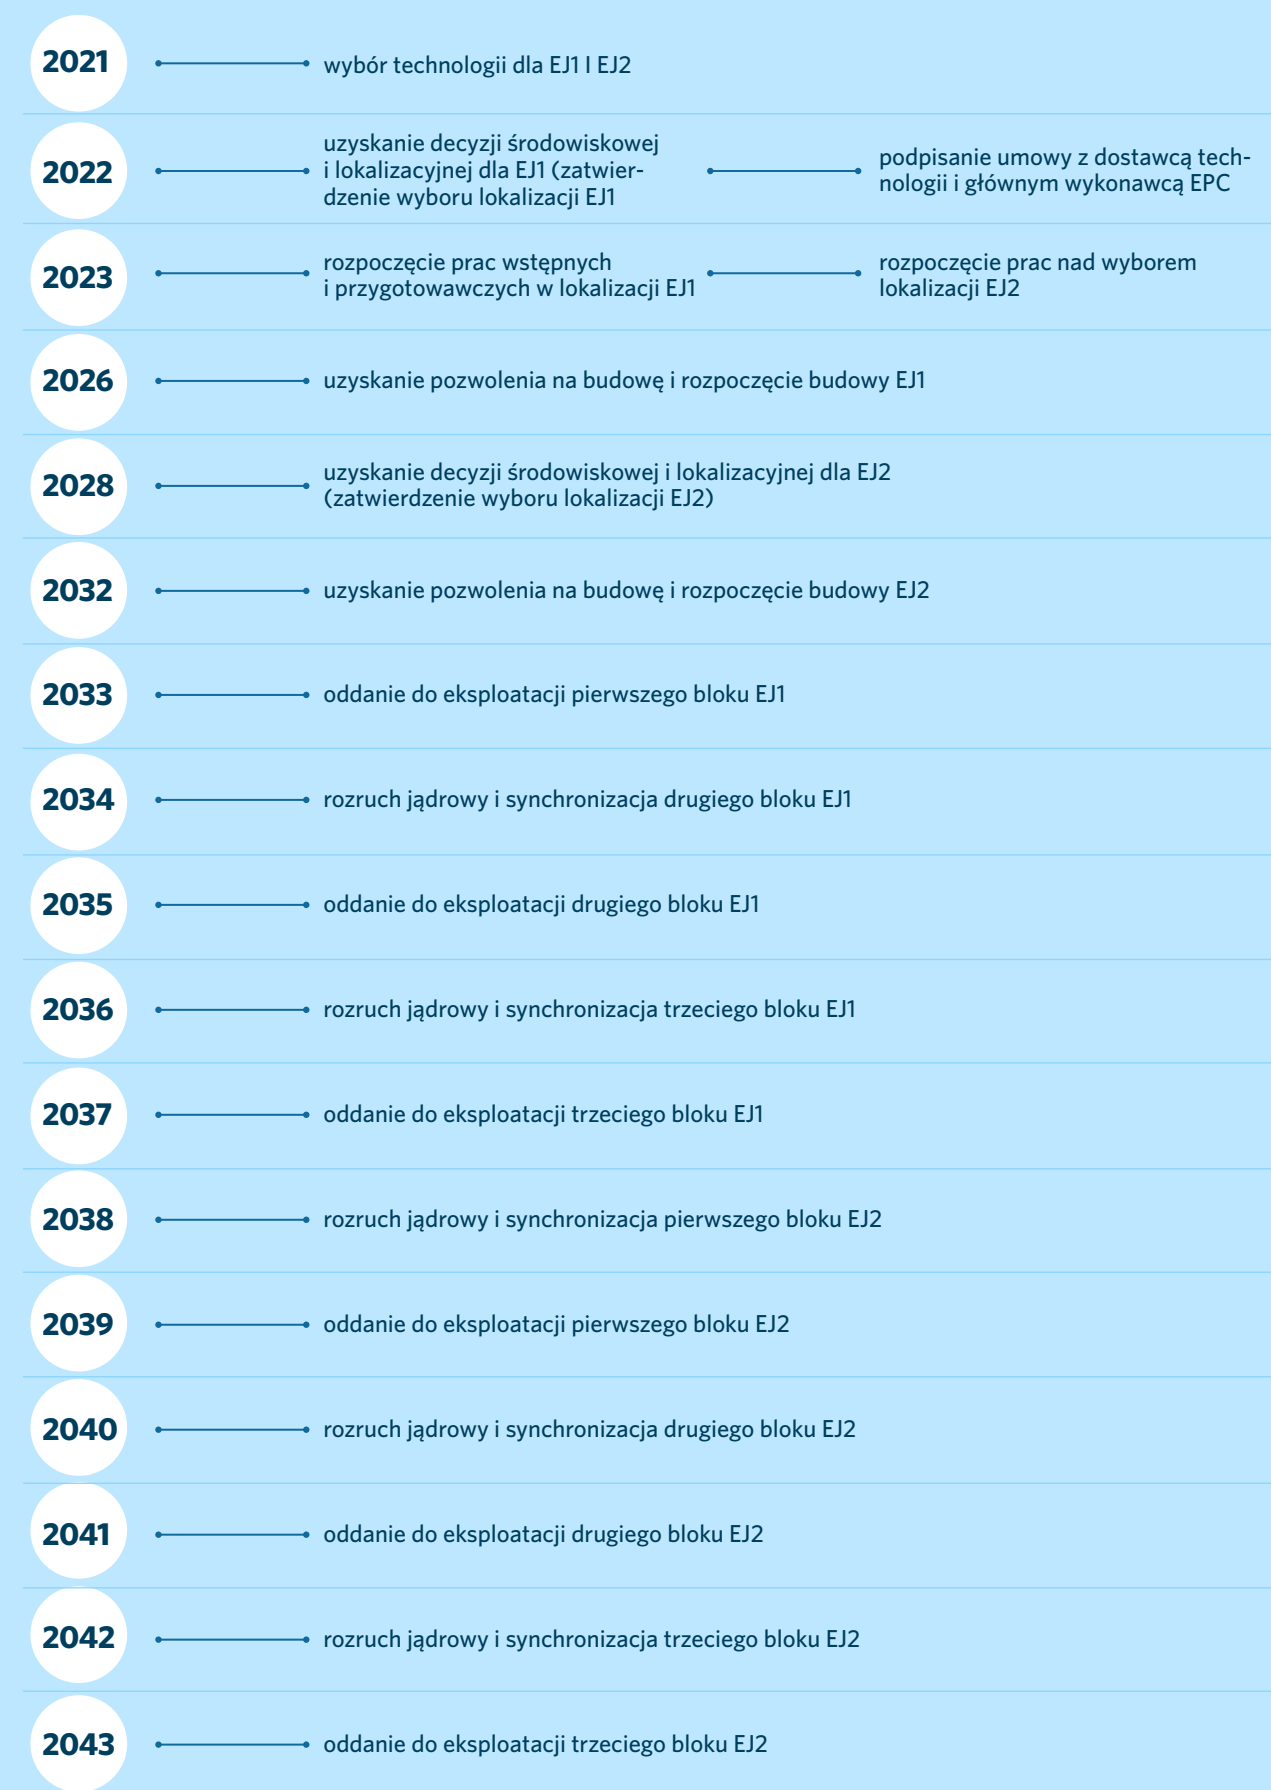 2021
wybór technologii dla EJ1 I EJ2
2022
uzyskanie decyzji środowiskowej
i lokalizacyjnej dla EJ1 (zatwier-
dzenie wyboru lokalizacji EJ1
podpisanie umowy z dostawcą tech-
nologii i głównym wykonawcą EPC
2023
rozpoczęcie prac wstępnych
i przygotowawczych w lokalizacji EJ1
rozpoczęcie prac nad wyborem
lokalizacji EJ2
2026
uzyskanie pozwolenia na budowę i rozpoczęcie budowy EJ1
2028
uzyskanie decyzji środowiskowej i lokalizacyjnej dla EJ2
(zatwierdzenie wyboru lokalizacji EJ2)
2032
uzyskanie pozwolenia na budowę i rozpoczęcie budowy EJ2
2033
oddanie do eksploatacji pierwszego bloku EJ1
2034
rozruch jądrowy i synchronizacja drugiego bloku EJ1
2035
oddanie do eksploatacji drugiego bloku EJ1
2036
rozruch jądrowy i synchronizacja trzeciego bloku EJ1
2037
oddanie do eksploatacji trzeciego bloku EJ1
2038
rozruch jądrowy i synchronizacja pierwszego bloku EJ2
2039
oddanie do eksploatacji pierwszego bloku EJ2
2040
rozruch jądrowy i synchronizacja drugiego bloku EJ2
2041
oddanie do eksploatacji drugiego bloku EJ2
2042
rozruch jądrowy i synchronizacja trzeciego bloku EJ2
2043
oddanie do eksploatacji trzeciego bloku EJ2